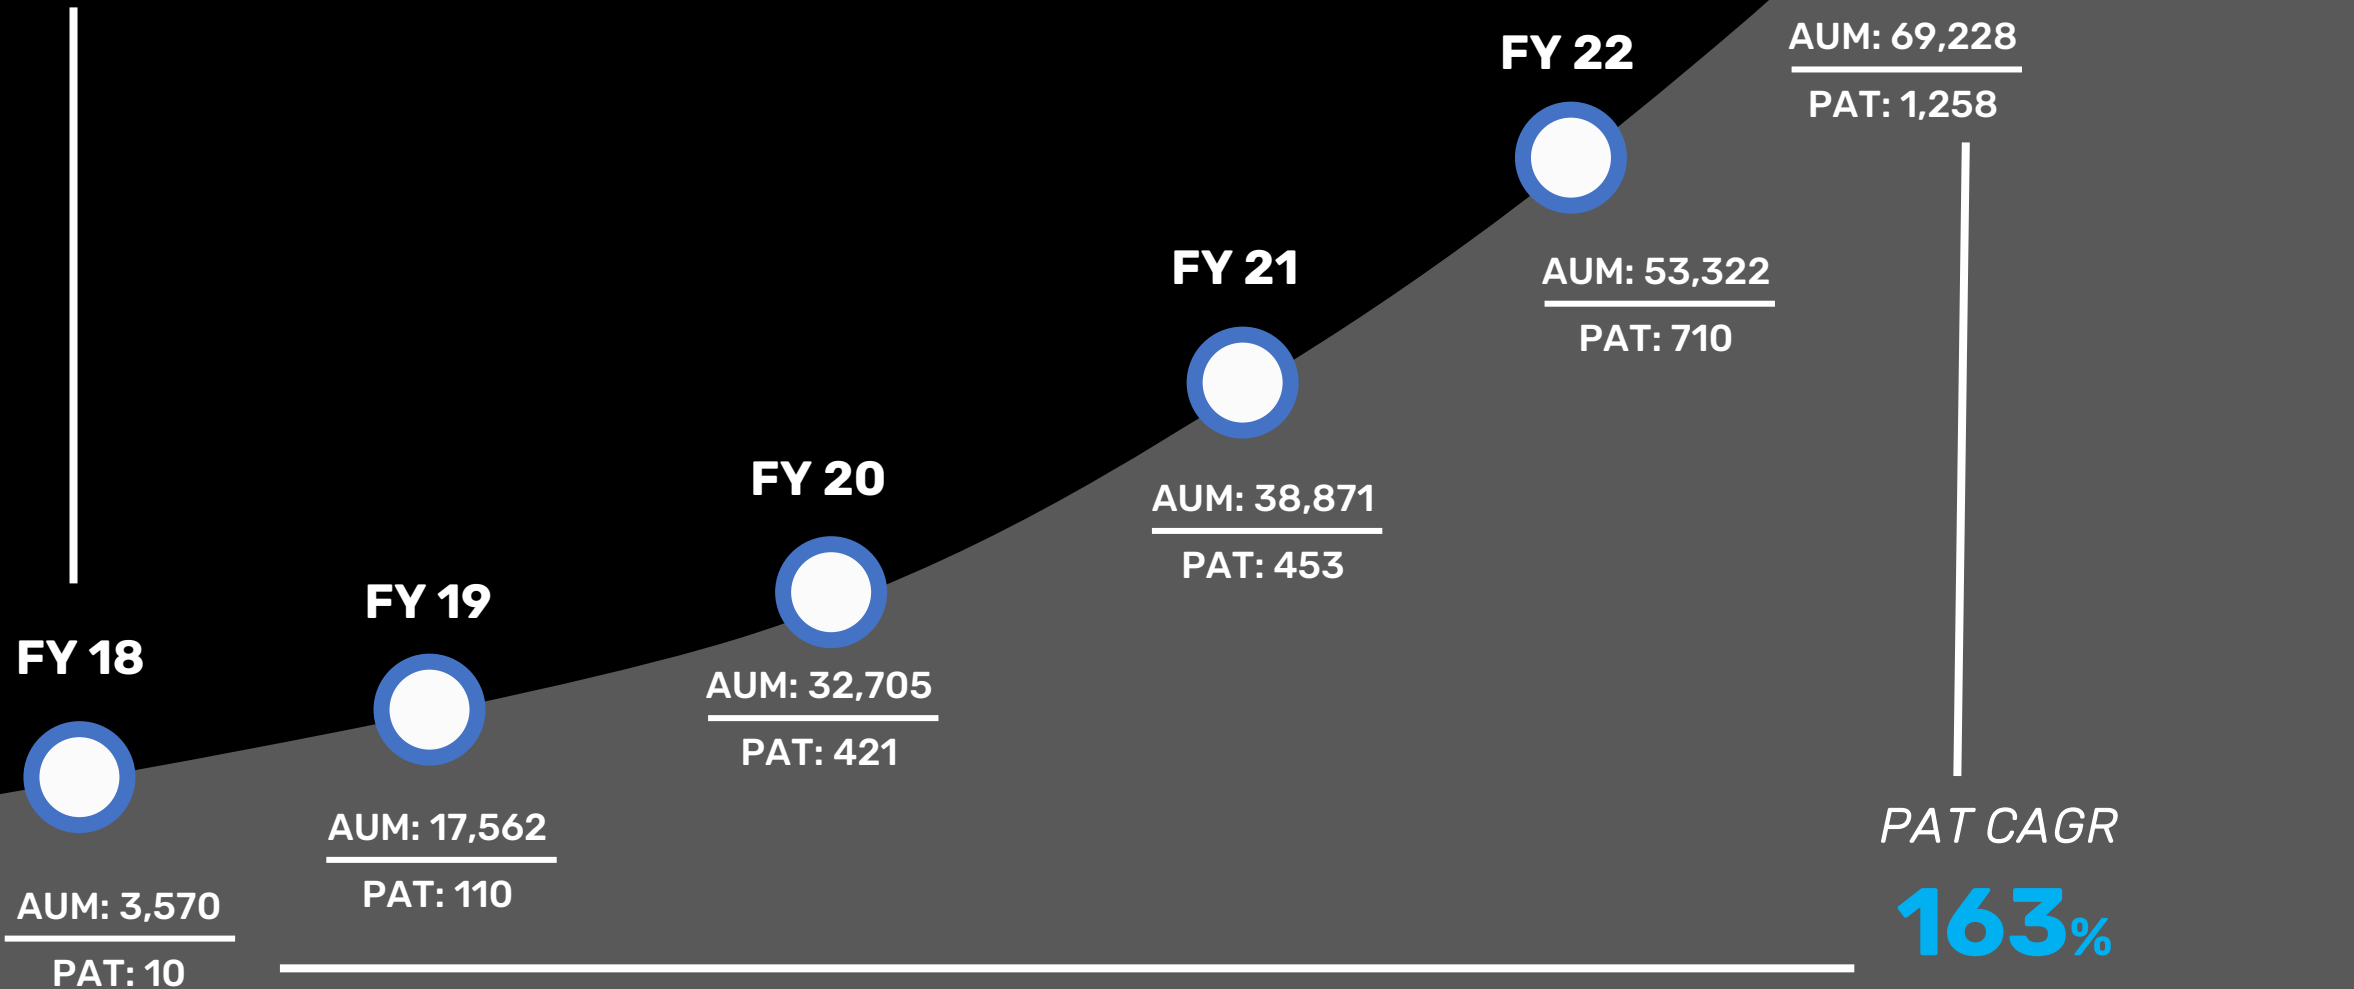 FY 18
AUM: 3,570
PAT: 10
FY 19
AUM: 17,562
PAT: 110
FY 20
AUM: 32,705
PAT: 421
FY 21
AUM: 38,871
PAT: 453
FY 22
AUM: 53,322
PAT: 710
AUM: 69,228
PAT: 1,258
PAT CAGR
163%